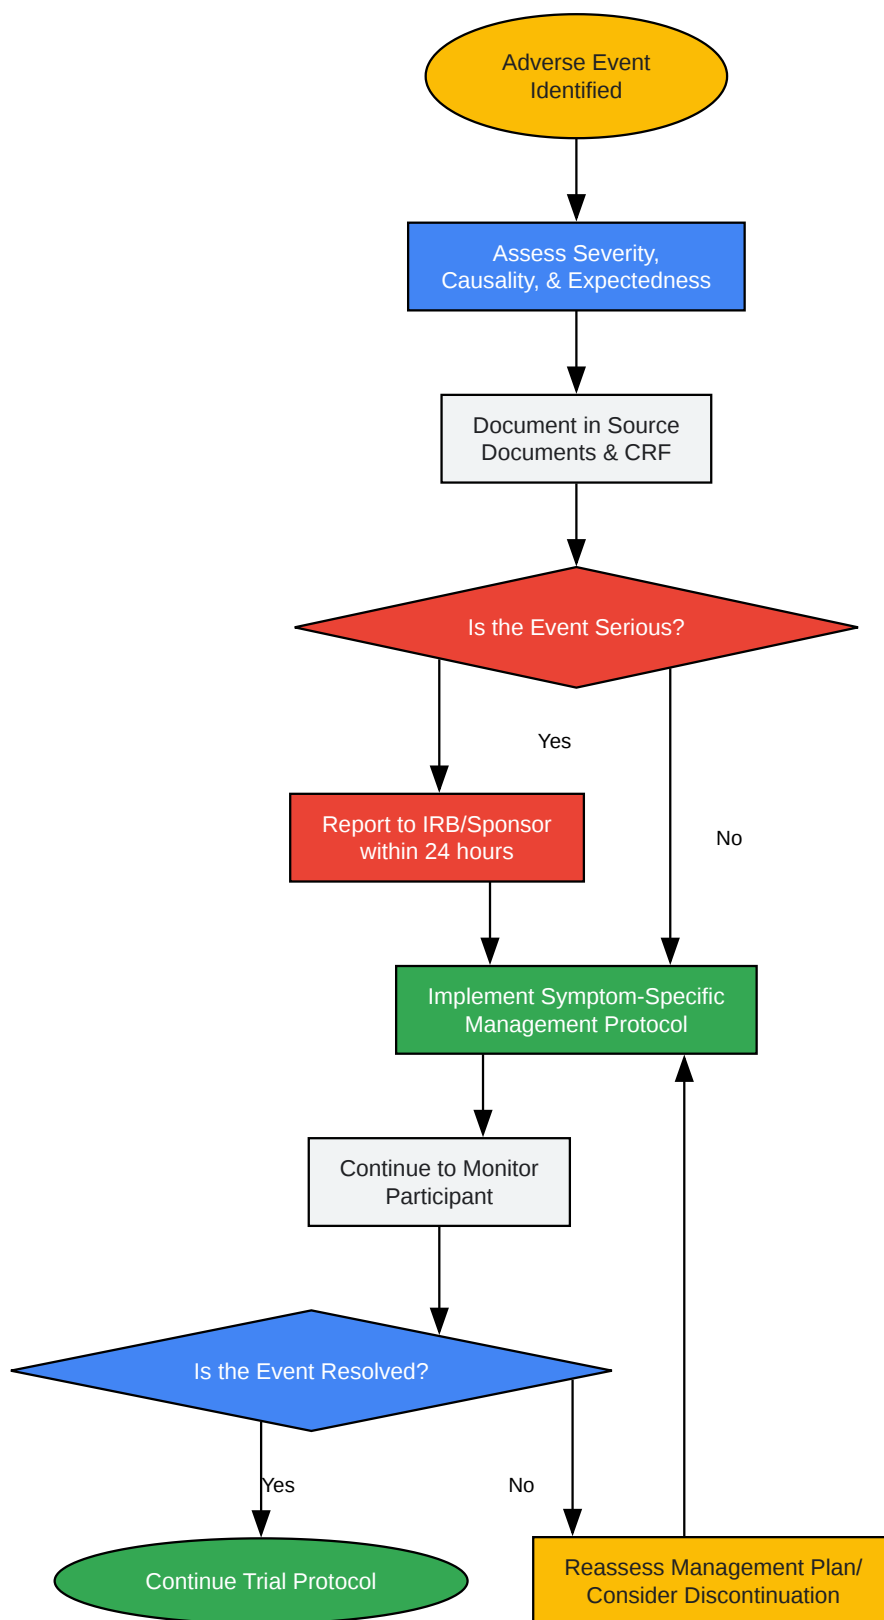 Adverse Event
Identified
Assess Severity,
Causality, & Expectedness
Document in Source
Documents & CRF
Is the Event Serious?
Yes
Report to IRB/Sponsor
within 24 hours
No
Implement Symptom-Specific
Management Protocol
Continue to Monitor
Participant
Is the Event Resolved?
Yes
No
Continue Trial Protocol
Reassess Management Plan/
Consider Discontinuation